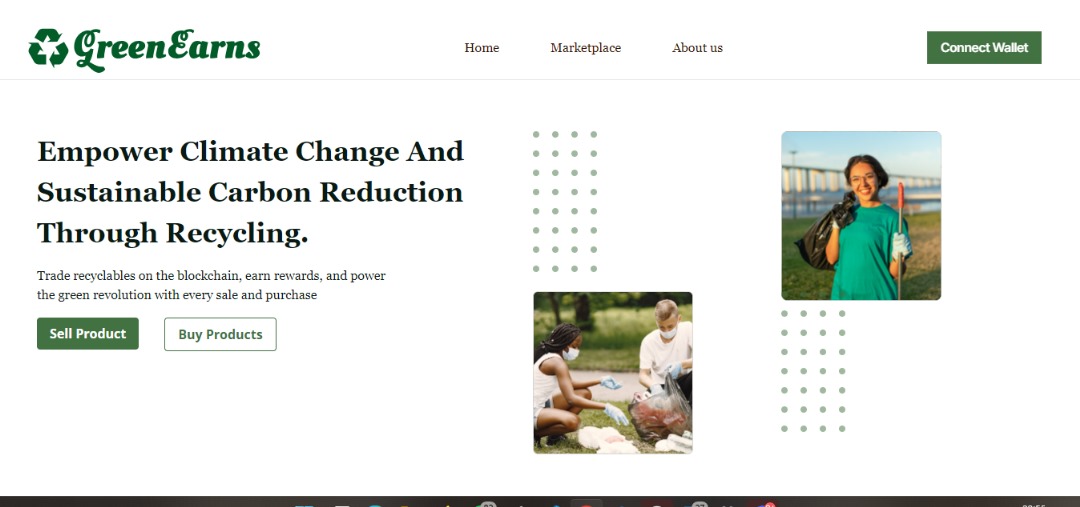 GreenEarns
Home
Marketplace
About us
Connect Wallet
Empower Climate Change And
Sustainable Carbon Reduction
Through Recycling.
Trade recyclables on the blockchain, earn rewards, and power
the green revolution with every sale and purchase
Sell Product
Buy Products